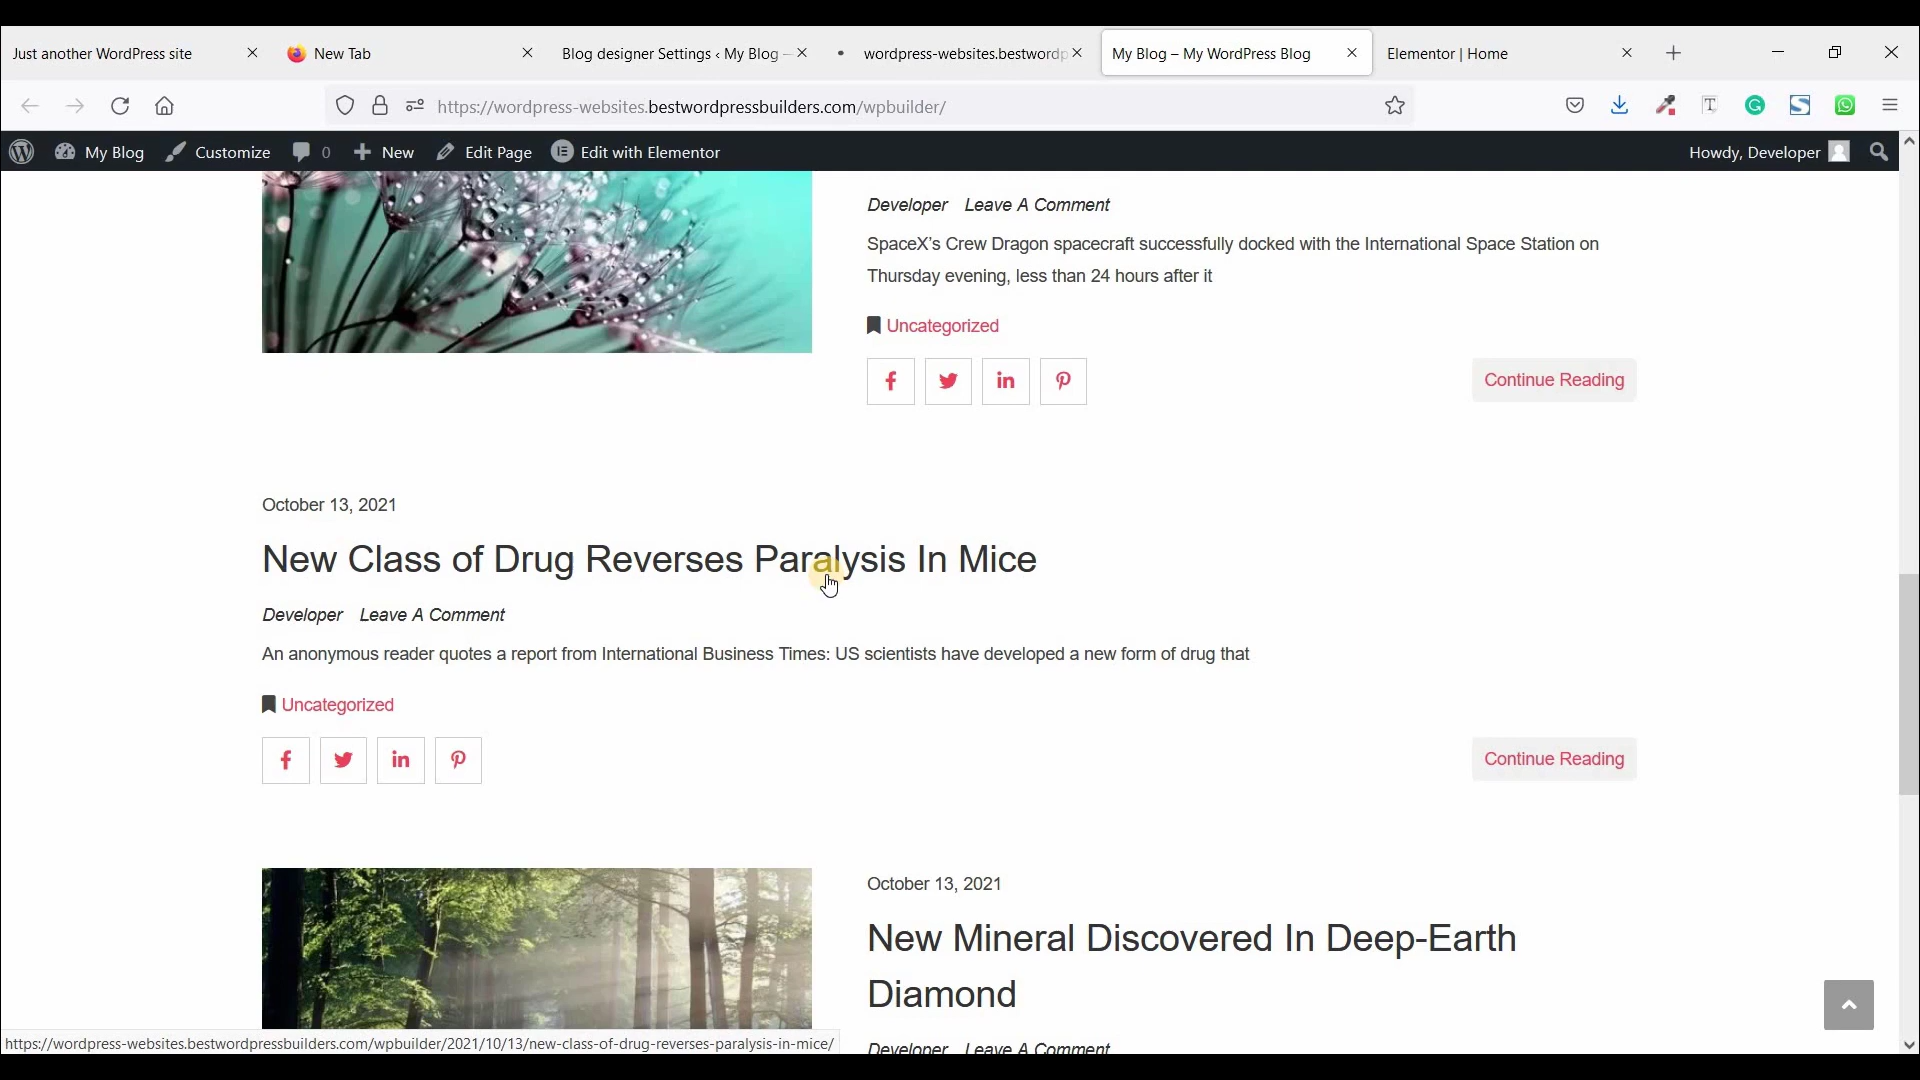 Just another WordPress site
New Tab
Blog designer Settings ‹ My Blog –
wordpress-websites.bestwordp
My Blog – My WordPress Blog
Elementor | Home
https://wordpress-websites.bestwordpressbuilders.com/wpbuilder/
My Blog
Customize
0
New
Edit Page
Edit with Elementor
Howdy, Developer
Developer Leave A Comment
SpaceX's Crew Dragon spacecraft successfully docked with the International Space Station on
Thursday evening, less than 24 hours after it
Uncategorized
Continue Reading
October 13, 2021
New Class of Drug Reverses Paralysis In Mice
Developer Leave A Comment
An anonymous reader quotes a report from International Business Times: US scientists have developed a new form of drug that
Uncategorized
Continue Reading
October 13, 2021
New Mineral Discovered In Deep-Earth
Diamond
Developer Leave A Comment
https://wordpress-websites.bestwordpressbuilders.com/wpbuilder/2021/10/13/new-class-of-drug-reverses-paralysis-in-mice/